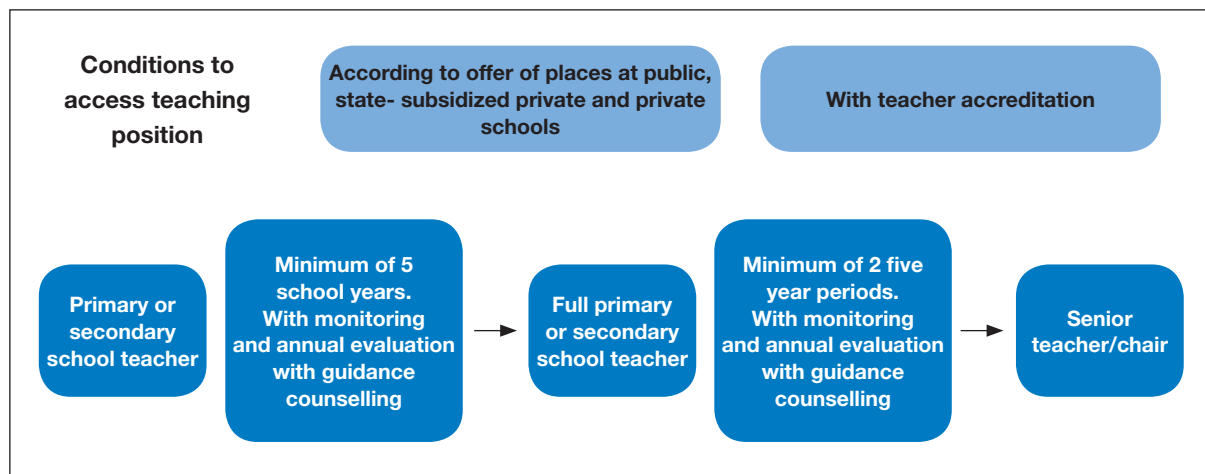 Conditions to
access teaching
position
According to offer of places at public,
state- subsidized private and private
schools
With teacher accreditation
Primary or
secondary
school teacher
Minimum of 5
school years.
With monitoring
and annual evaluation
with guidance
counselling
Full primary
or secondary
school teacher
Minimum of 2 five
year periods.
With monitoring
and annual evaluation
with guidance
counselling
Senior
teacher/chair